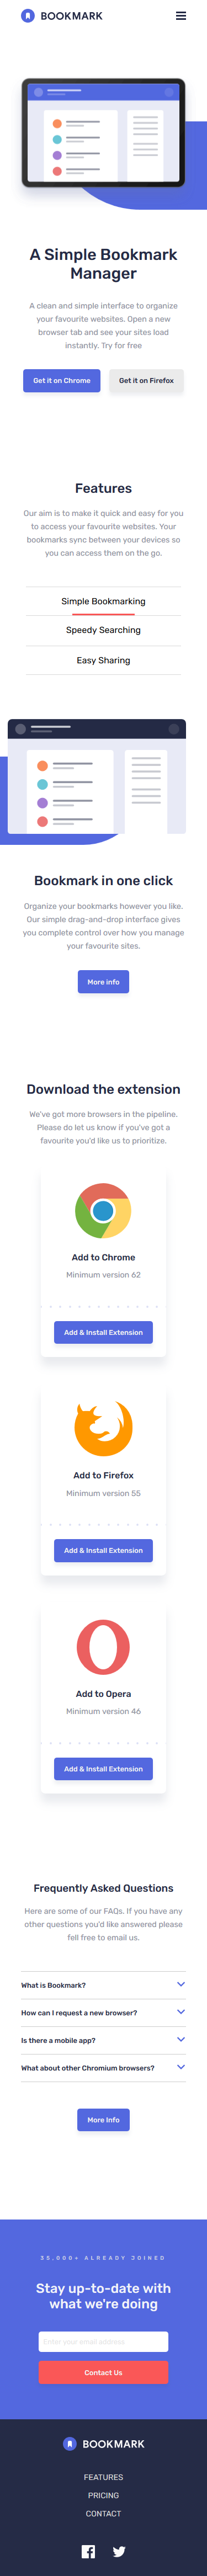 BOOKMARK
A Simple Bookmark
Manager
A clean and simple interface to organize
your favourite websites. Open a new
browser tab and see your sites load
instantly. Try for free
Get it on Chrome
Get it on Firefox
Features
Our aim is to make it quick and easy for you
to access your favourite websites. Your
bookmarks sync between your devices so
you can access them on the go.
Simple Bookmarking
Speedy Searching
Easy Sharing
Bookmark in one click
Organize your bookmarks however you like.
Our simple drag-and-drop interface gives
you complete control over how you manage
your favourite sites.
More info
Download the extension
We've got more browsers in the pipeline.
Please do let us know if you've got a
favourite you'd like us to prioritize.
Add to Chrome
Minimum version 62
Add & Install Extension
Add to Firefox
Minimum version 55
Add & Install Extension
Add to Opera
Minimum version 46
Add & Install Extension
Frequently Asked Questions
Here are some of our FAQs. If you have any
other questions you'd like answered please
fell free to email us.
What is Bookmark?
How can I request a new browser?
Is there a mobile app?
What about other Chromium browsers?
More Info
35,000+ ALREADY JOINED
Stay up-to-date with
what we're doing
Enter your email address
Contact Us
BOOKMARK
FEATURES
PRICING
CONTACT